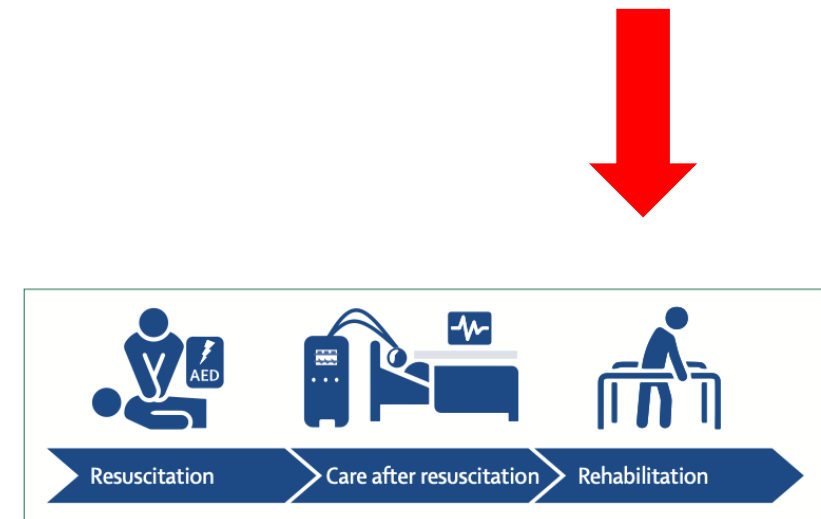 AED
Resuscitation
Care after resuscitation
Rehabilitation